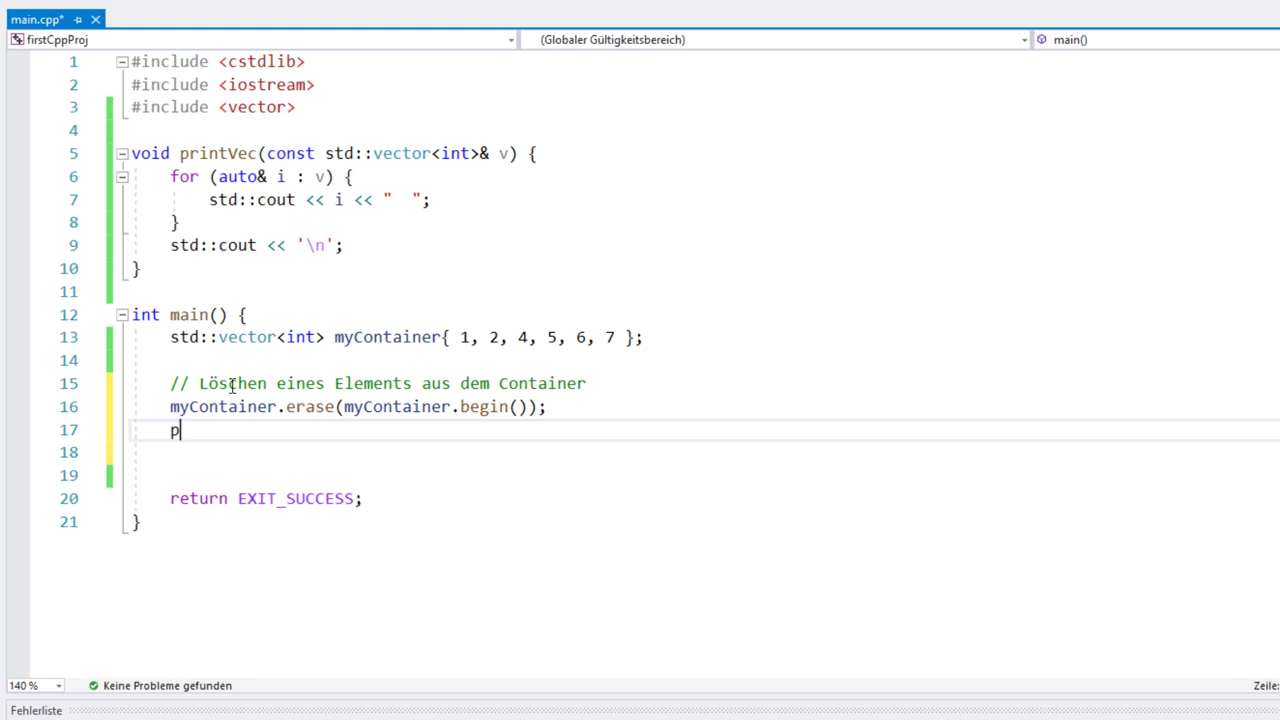 main.cpp*
firstCppProj (Globaler Gültigkeitsbereich) main()
1 #include <cstdlib>
2 #include <iostream>
3 #include <vector>
4
5 void printVec(const std::vector<int>& v) {
6     for (auto& i : v) {
7         std::cout << i << "  ";
8     }
9     std::cout << '\n';
10 }
11
12 int main() {
13     std::vector<int> myContainer{ 1, 2, 4, 5, 6, 7 };
14
15     // Löschen eines Elements aus dem Container
16     myContainer.erase(myContainer.begin());
17     p
18
19
20     return EXIT_SUCCESS;
21 }
140 % Keine Probleme gefunden Zeile:
Fehlerliste